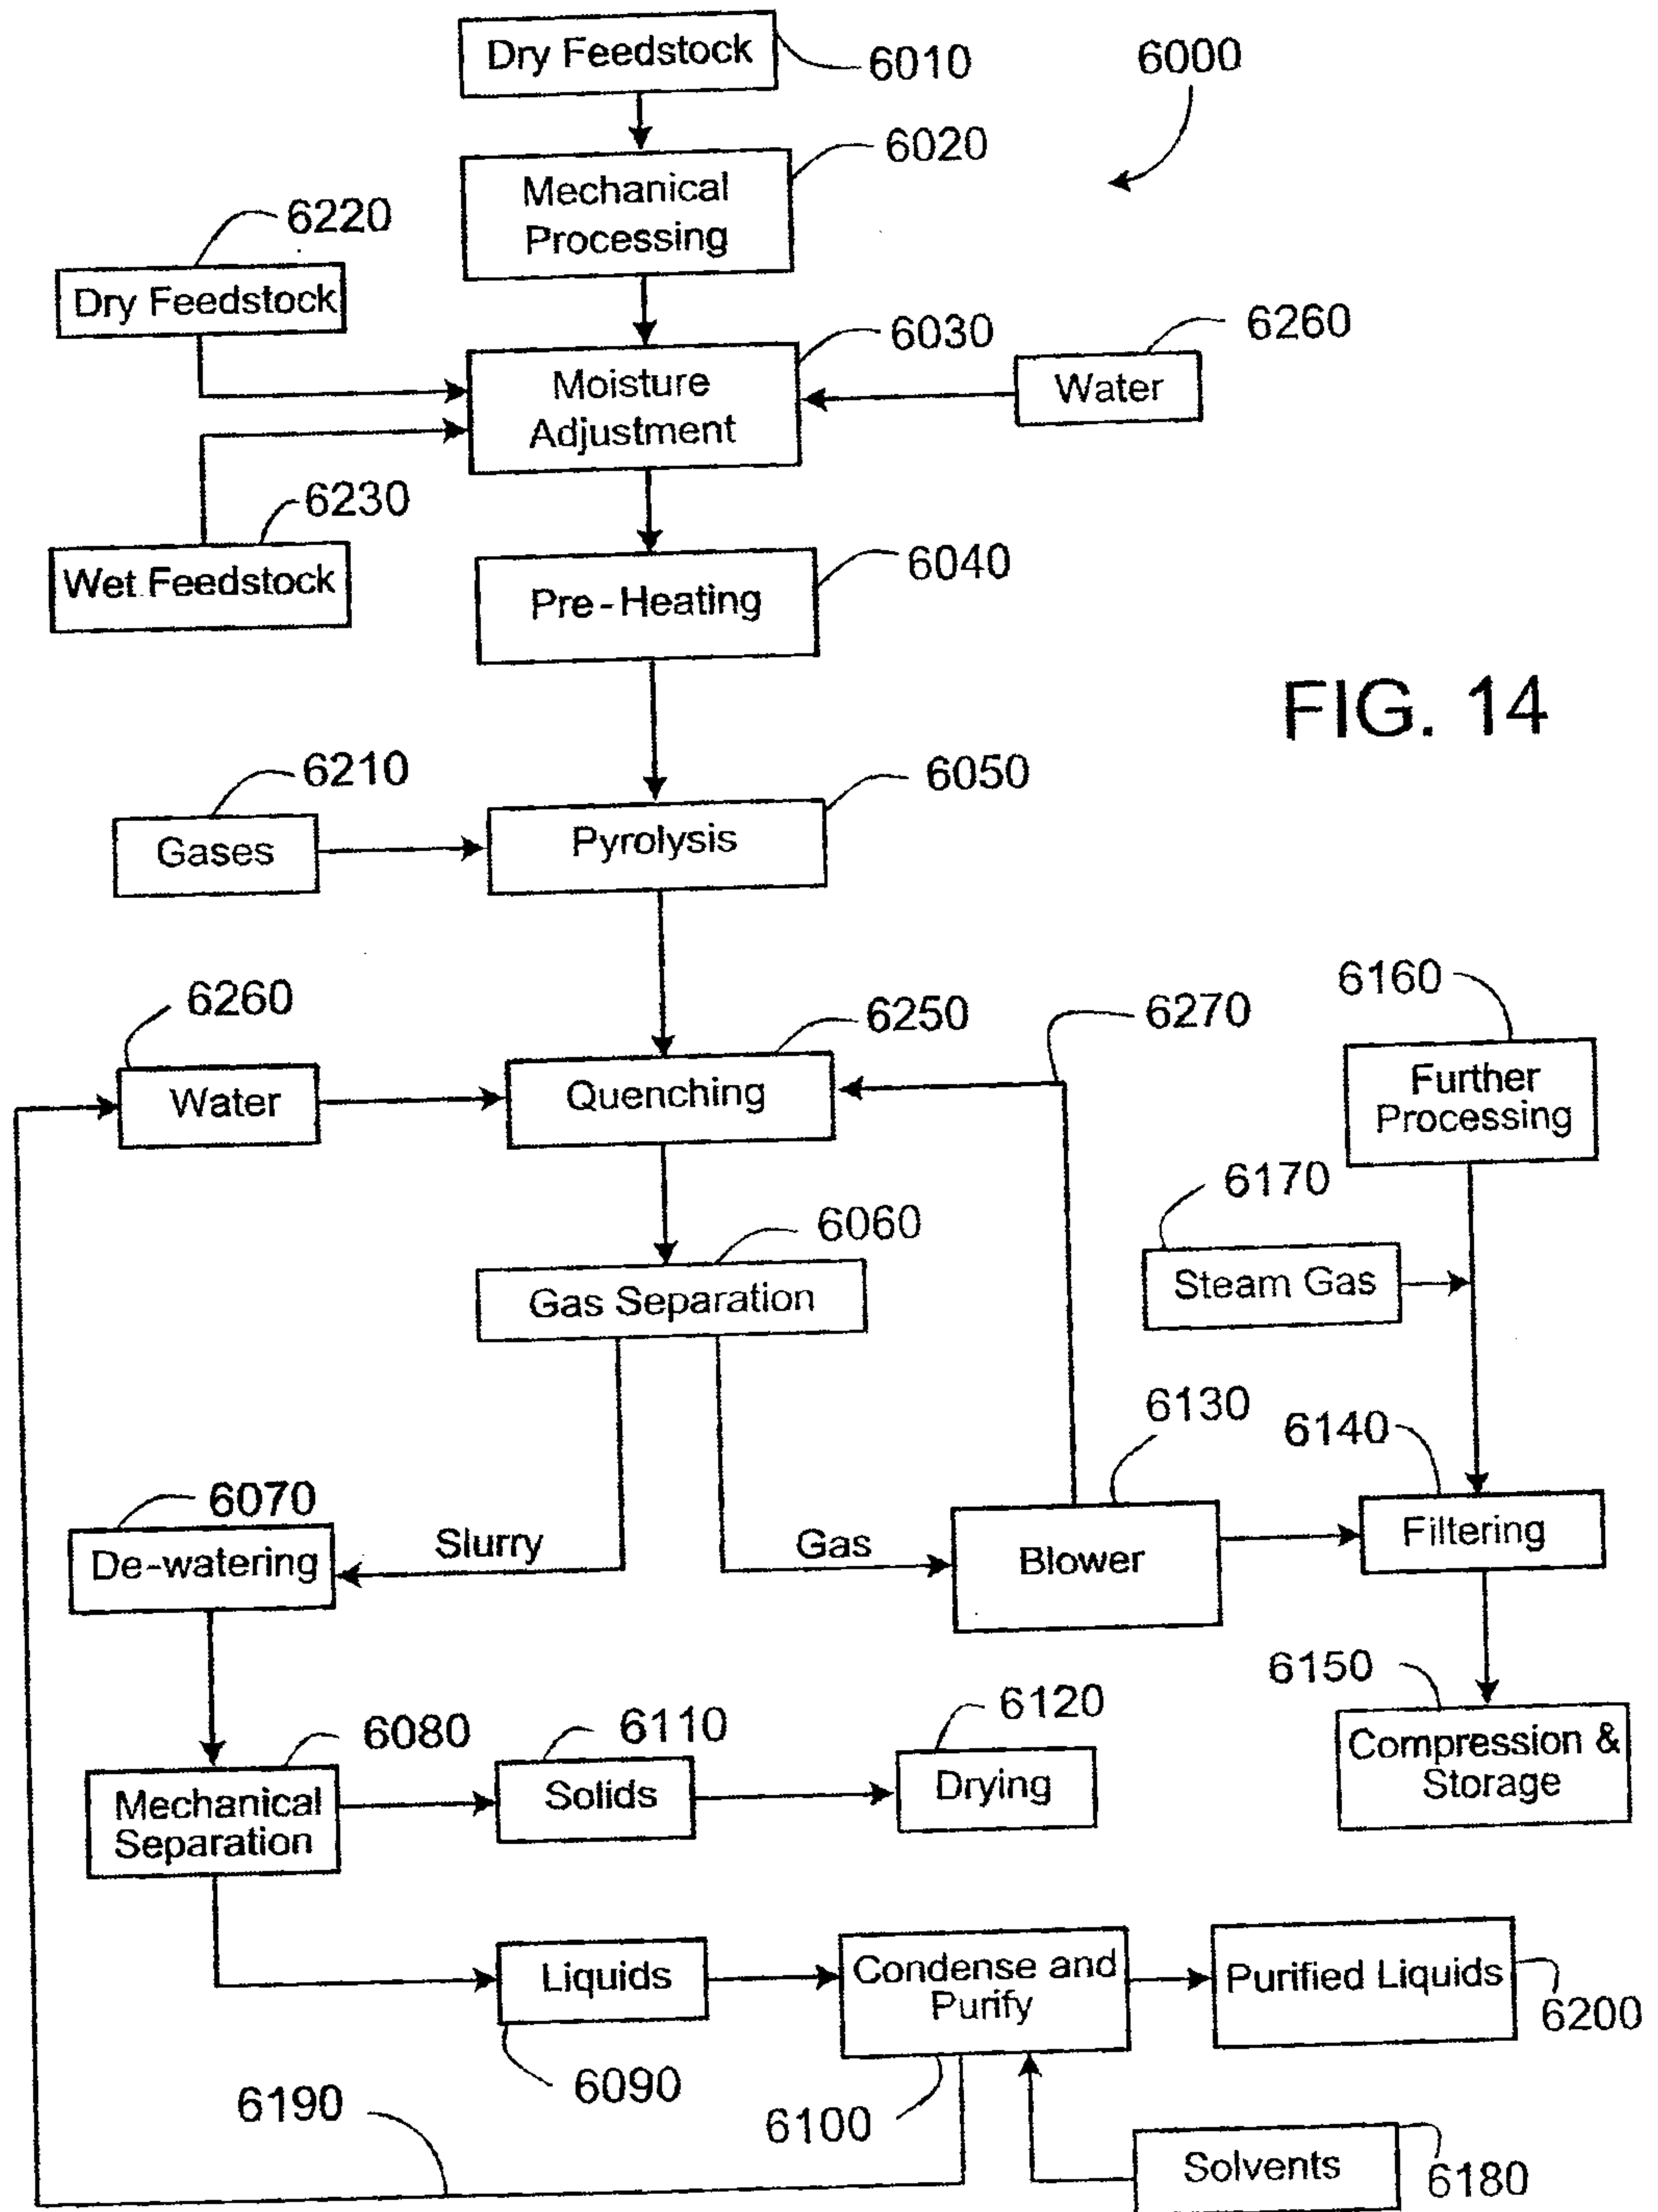 Dry Feedstock
6010
6000
6020
Mechanical
Processing
6220
Dry Feedstock
6030
6260
Moisture
Adjustment
Water
6230
Wet Feedstock
6040
Pre-Heating
FIG. 14
6210
6050
Gases
Pyrolysis
6160
6260
6250
6270
Further
Processing
Water
Quenching
6170
6060
Steam Gas
Gas Separation
6130
6140
6070
De-watering
Slurry
Gas
Blower
Filtering
6150
6080
6110
6120
Compression &
Storage
Mechanical
Separation
Solids
Drying
Liquids
Condense and
Purify
Purified Liquids
6200
6090
6190
6100
Solvents
6180